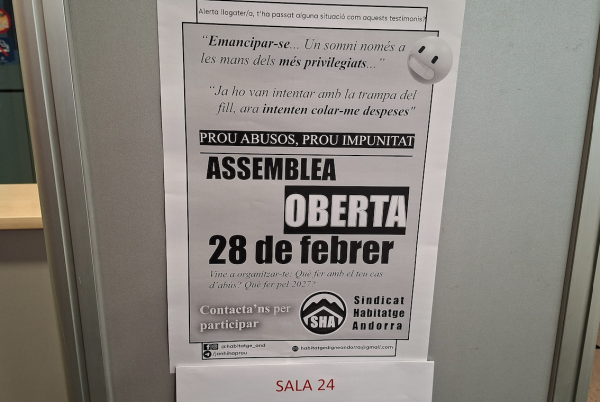 Alerta llogater/a, t'ha passat alguna situació com aquests testimonis?
"Emancipar-se... Un somni només a
les mans dels més privilegiats..."
"Ja ho van intentar amb la trampa del
fill, ara intenten colar-me despeses"
PROU ABUSOS, PROU IMPUNITAT
ASSEMBLEA
OBERTA
28 de febrer
Vine a organitzar-te: Què fer amb el teu cas
d'abús? Què fer pel 2027?
Contacta'ns per
participar
SHA
Sindicat
Habitatge
Andorra
habitatgedigneandorra@gmail.com
SALA 24